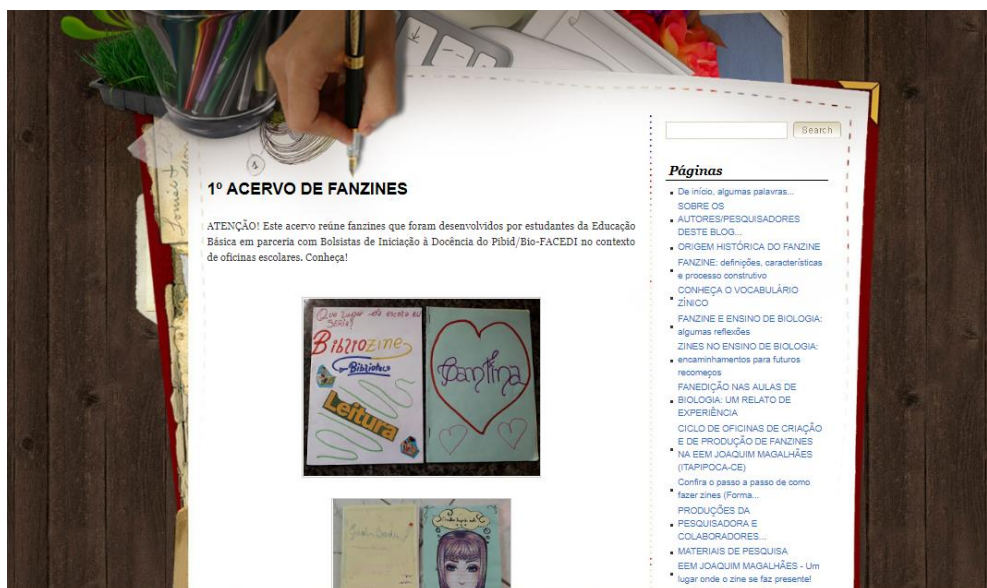 1º ACERVO DE FANZINES
ATENÇÃO! Este acervo reúne fanzines que foram desenvolvidos por estudantes da Educação
Básica em parceria com Bolsistas de Iniciação à Docência do Pibid/Bio-FACEDI no contexto
de oficinas escolares. Conheça!
Que lugar da escola eu
SERIA?
Bibliozine
Biblioteca
Leitura
Cantina
Search
Páginas
De início, algumas palavras...
SOBRE OS
AUTORES/PESQUISADORES
DESTE BLOG...
ORIGEM HISTÓRICA DO FANZINE
FANZINE: definições, características
e processo construtivo
CONHEÇA O VOCABULÁRIO
ZÍNICO
FANZINE E ENSINO DE BIOLOGIA:
algumas reflexões
ZINES NO ENSINO DE BIOLOGIA:
encaminhamentos para futuros
recomeços
FANEDIÇÃO NAS AULAS DE
BIOLOGIA: UM RELATO DE
EXPERIÊNCIA
CICLO DE OFICINAS DE CRIAÇÃO
E DE PRODUÇÃO DE FANZINES
NA EEM JOAQUIM MAGALHÃES
(ITAPIPOCA-CE)
Confira o passo a passo de como
fazer zines (Forma...
PRODUÇÕES DA
PESQUISADORA E
COLABORADORES...
MATERIAIS DE PESQUISA
EEM JOAQUIM MAGALHÃES - Um
lugar onde o zine se faz presente!